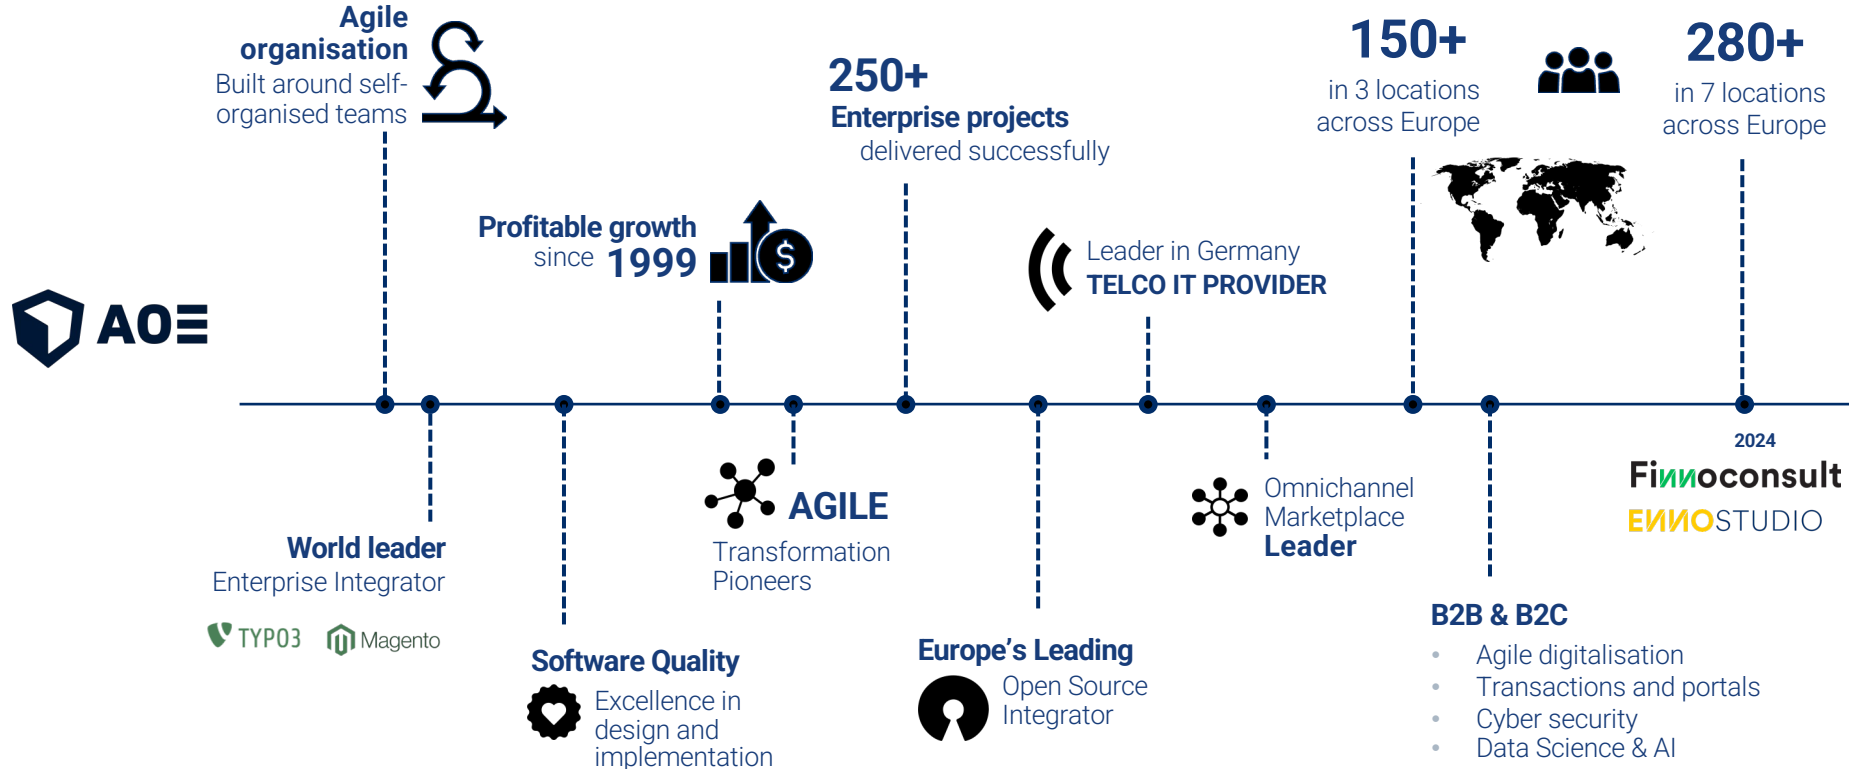 AOE
Agile
organisation
Built around self-
organised teams
World leader
Enterprise Integrator
TYPO3
Magento
Software Quality
Excellence in
design and
implementation
Profitable growth
since 1999
$
AGILE
Transformation
Pioneers
250+
Enterprise projects
delivered successfully
Europe’s Leading
Open Source
Integrator
Leader in Germany
TELCO IT PROVIDER
Omnichannel
Marketplace
Leader
150+
in 3 locations
across Europe
B2B & B2C
• Agile digitalisation
• Transactions and portals
• Cyber security
• Data Science & AI
280+
in 7 locations
across Europe
2024
Finnoconsult
ENNOSTUDIO